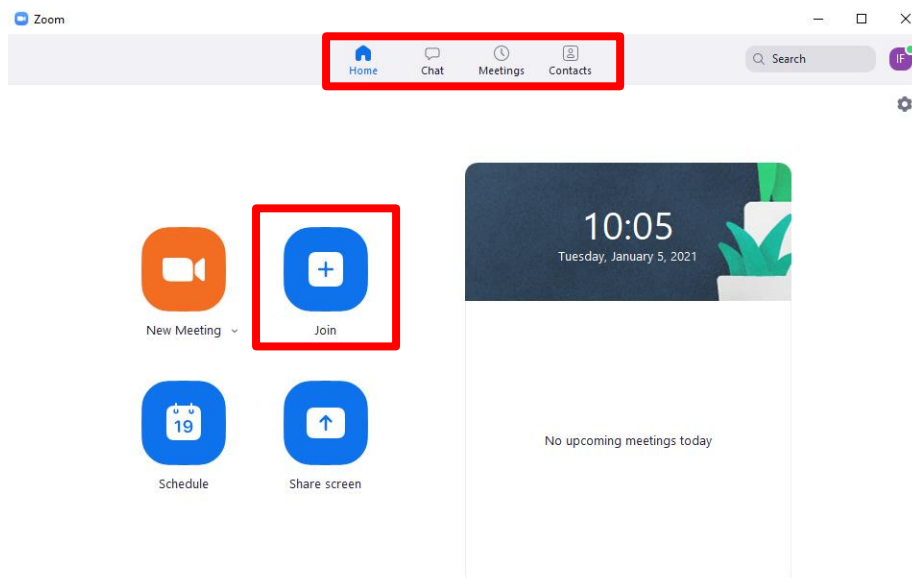 Zoom
Home Chat Meetings Contacts
Search
IF
10:05
Tuesday, January 5, 2021
New Meeting
Join
19
Schedule
Share screen
No upcoming meetings today